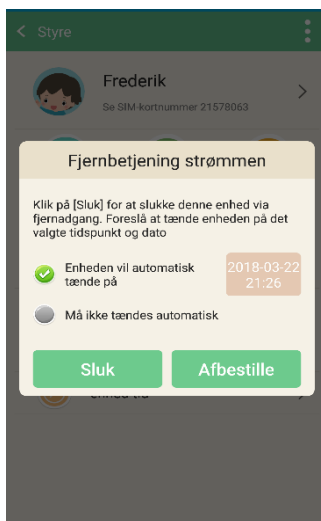 Styre
Frederik
Se SIM-kortnummer 21578063
Fjernbetjening strømmen
Klik på [Sluk] for at slukke denne enhed via
fjernadgang. Foreslå at tænde enheden på det
valgte tidspunkt og dato
Enheden vil automatisk
tænde på
2018-03-22
21:26
Må ikke tændes automatisk
Sluk
Afbestille